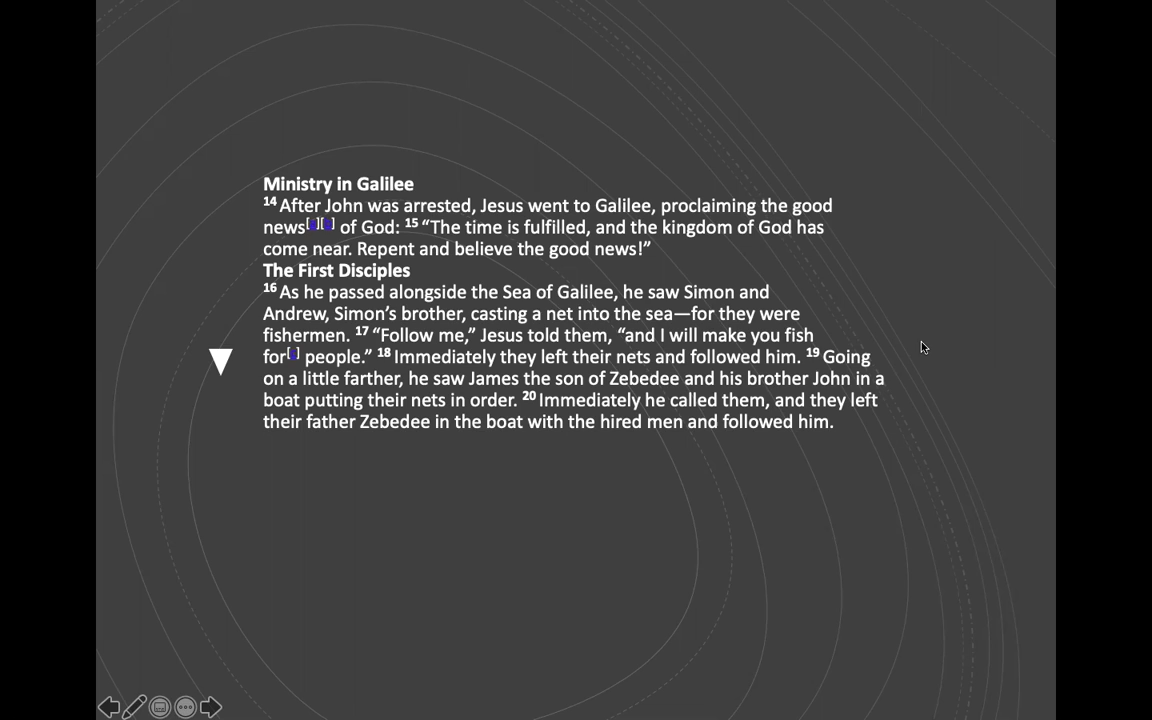 Ministry in Galilee
14 After John was arrested, Jesus went to Galilee, proclaiming the good
news[ ][ ] of God: 15 “The time is fulfilled, and the kingdom of God has
come near. Repent and believe the good news!”
The First Disciples
16 As he passed alongside the Sea of Galilee, he saw Simon and
Andrew, Simon’s brother, casting a net into the sea—for they were
fishermen. 17 “Follow me,” Jesus told them, “and I will make you fish
for[ ] people.” 18 Immediately they left their nets and followed him. 19 Going
on a little farther, he saw James the son of Zebedee and his brother John in a
boat putting their nets in order. 20 Immediately he called them, and they left
their father Zebedee in the boat with the hired men and followed him.